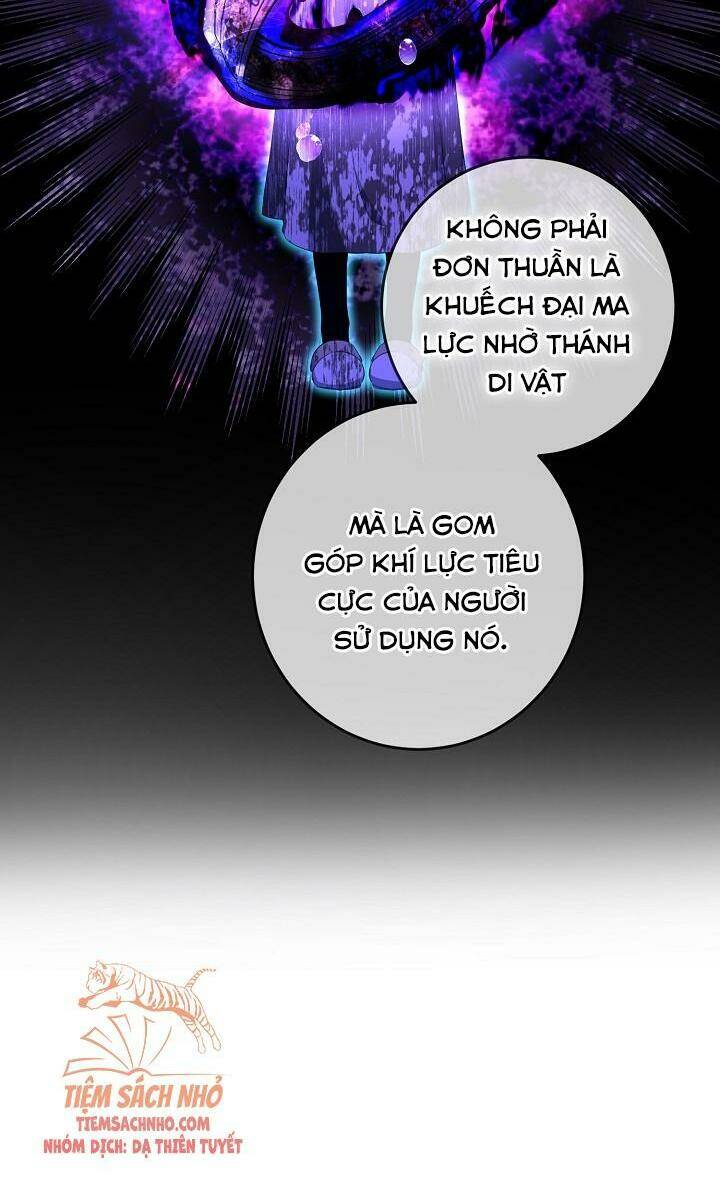 KHÔNG PHẢI
ĐƠN THUẦN LÀ
KHUẾCH ĐẠI MA
LỰC NHỜ THÁNH
DI VẬT
MÀ LÀ GOM
GÓP KHÍ LỰC TIÊU
CỰC CỦA NGƯỜI
SỬ DỤNG NÓ.
TIỆM SÁCH NHỎ
TIEMSACHNHO.COM
NHÓM DỊCH: DẠ THIÊN TUYẾT